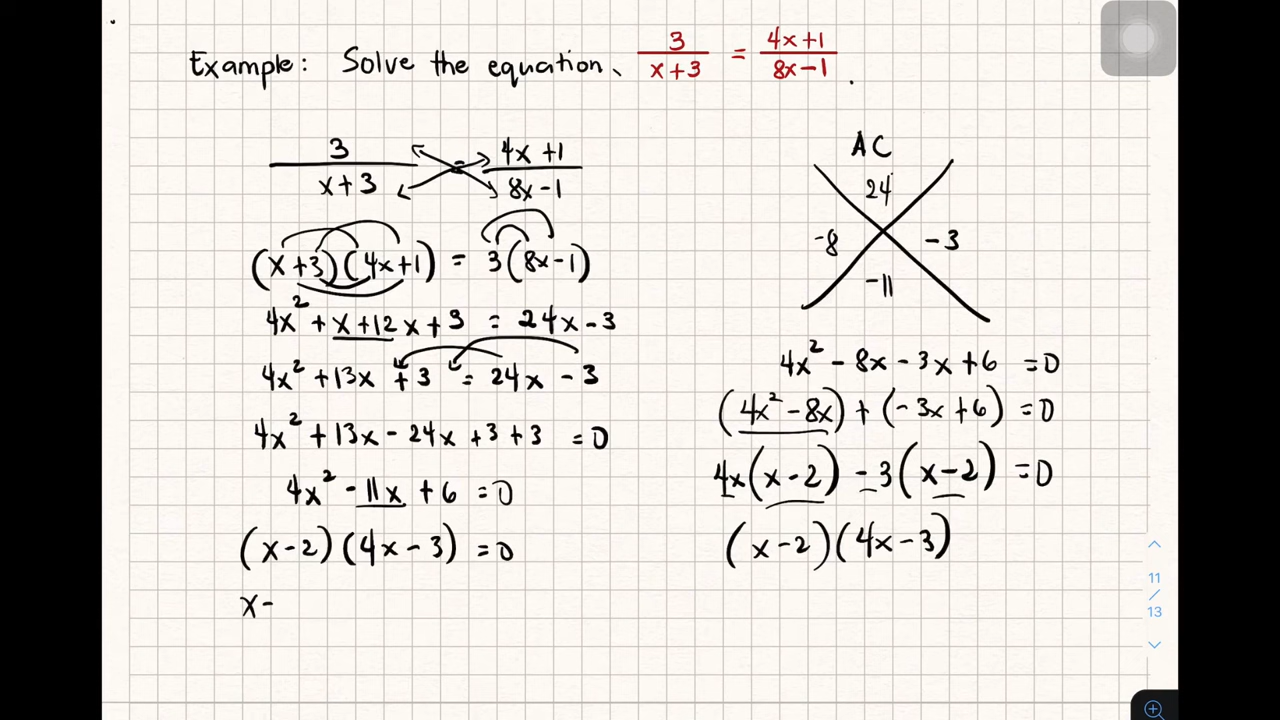 Example: Solve the equation, 3/(x+3) = (4x+1)/(8x-1).
3/(x+3) = (4x+1)/(8x-1)
(x+3)(4x+1) = 3(8x-1)
4x² + x + 12x + 3 = 24x - 3
4x² + 13x + 3 = 24x - 3
4x² + 13x - 24x + 3 + 3 = 0
4x² - 11x + 6 = 0
(x-2)(4x-3) = 0
x-
AC
24
-8 -3
-11
4x² - 8x - 3x + 6 = 0
(4x² - 8x) + (-3x + 6) = 0
4x(x-2) - 3(x-2) = 0
(x-2)(4x-3)
11
/
13